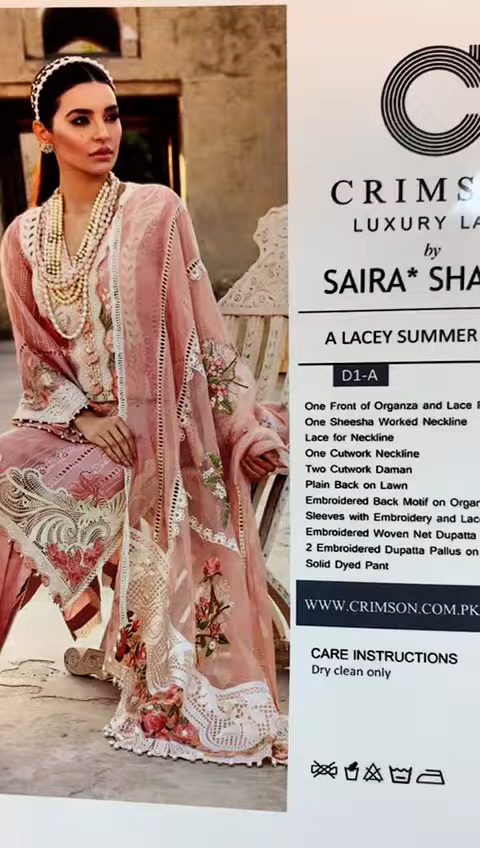 CRIMS
LUXURY LA
by
SAIRA* SHA
A LACEY SUMMER
D1-A
One Front of Organza and Lace
One Sheesha Worked Neckline
Lace for Neckline
One Cutwork Neckline
Two Cutwork Daman
Plain Back on Lawn
Embroidered Back Motif on Organ
Sleeves with Embroidery and Lac
Embroidered Woven Net Dupatta
2 Embroidered Dupatta Pallus on
Solid Dyed Pant
WWW.CRIMSON.COM.PK
CARE INSTRUCTIONS
Dry clean only